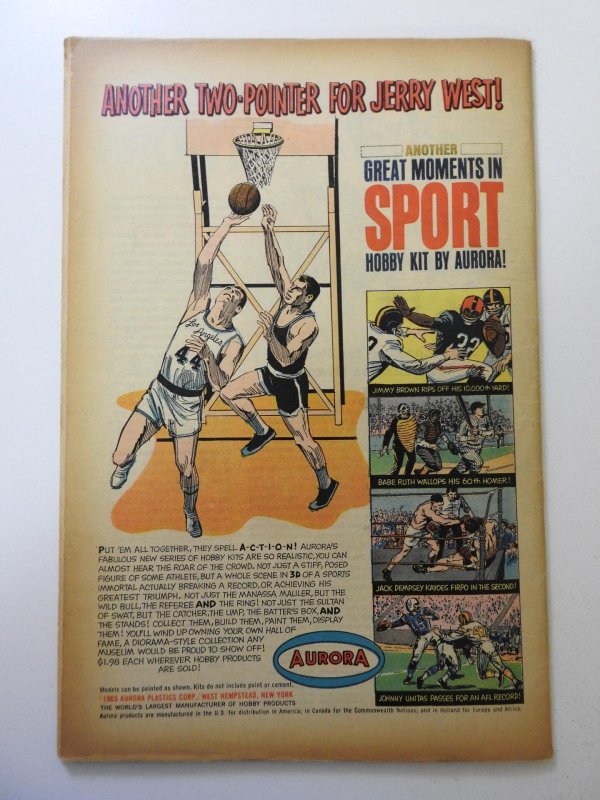 ANOTHER TWO-POINTER FOR JERRY WEST!
ANOTHER
GREAT MOMENTS IN
SPORT
HOBBY KIT BY AURORA!
Los Angeles
44
32
JIMMY BROWN RIPS OFF HIS 10,000th YARD!
BABE RUTH WALLOPS HIS 60th HOMER!
JACK DEMPSEY KAYOES FIRPO IN THE SECOND!
JOHNNY UNITAS PASSES FOR AN AFL RECORD!
PUT 'EM ALL TOGETHER, THEY SPELL A-C-T-I-O-N! AURORA'S
FABULOUS NEW SERIES OF HOBBY KITS ARE SO REALISTIC, YOU CAN
ALMOST HEAR THE ROAR OF THE CROWD. NOT JUST A STIFF, POSED
FIGURE OF SOME ATHLETE, BUT A WHOLE SCENE IN 3D OF A SPORTS
IMMORTAL ACTUALLY BREAKING A RECORD, OR ACHIEVING HIS
GREATEST TRIUMPH. NOT JUST THE MANASSA MAULER, BUT THE
WILD BULL, THE REFEREE AND THE RING! NOT JUST THE SULTAN
OF SWAT, BUT THE CATCHER, THE UMP, THE BATTER'S BOX, AND
THE STANDS! COLLECT THEM, BUILD THEM, PAINT THEM, DISPLAY
THEM! YOU'LL WIND UP OWNING YOUR OWN HALL OF
FAME, A DIORAMA-STYLE COLLECTION ANY
MUSEUM WOULD BE PROUD TO SHOW OFF!
$1.98 EACH WHEREVER HOBBY PRODUCTS
ARE SOLD!
AURORA
Models can be painted as shown. Kits do not include paint or cement.
©1965 AURORA PLASTICS CORP., WEST HEMPSTEAD, NEW YORK
THE WORLD'S LARGEST MANUFACTURER OF HOBBY PRODUCTS
Aurora products are manufactured in the U.S. for distribution in America; in Canada for the Commonwealth Nations; and in Holland for Europe and Africa.